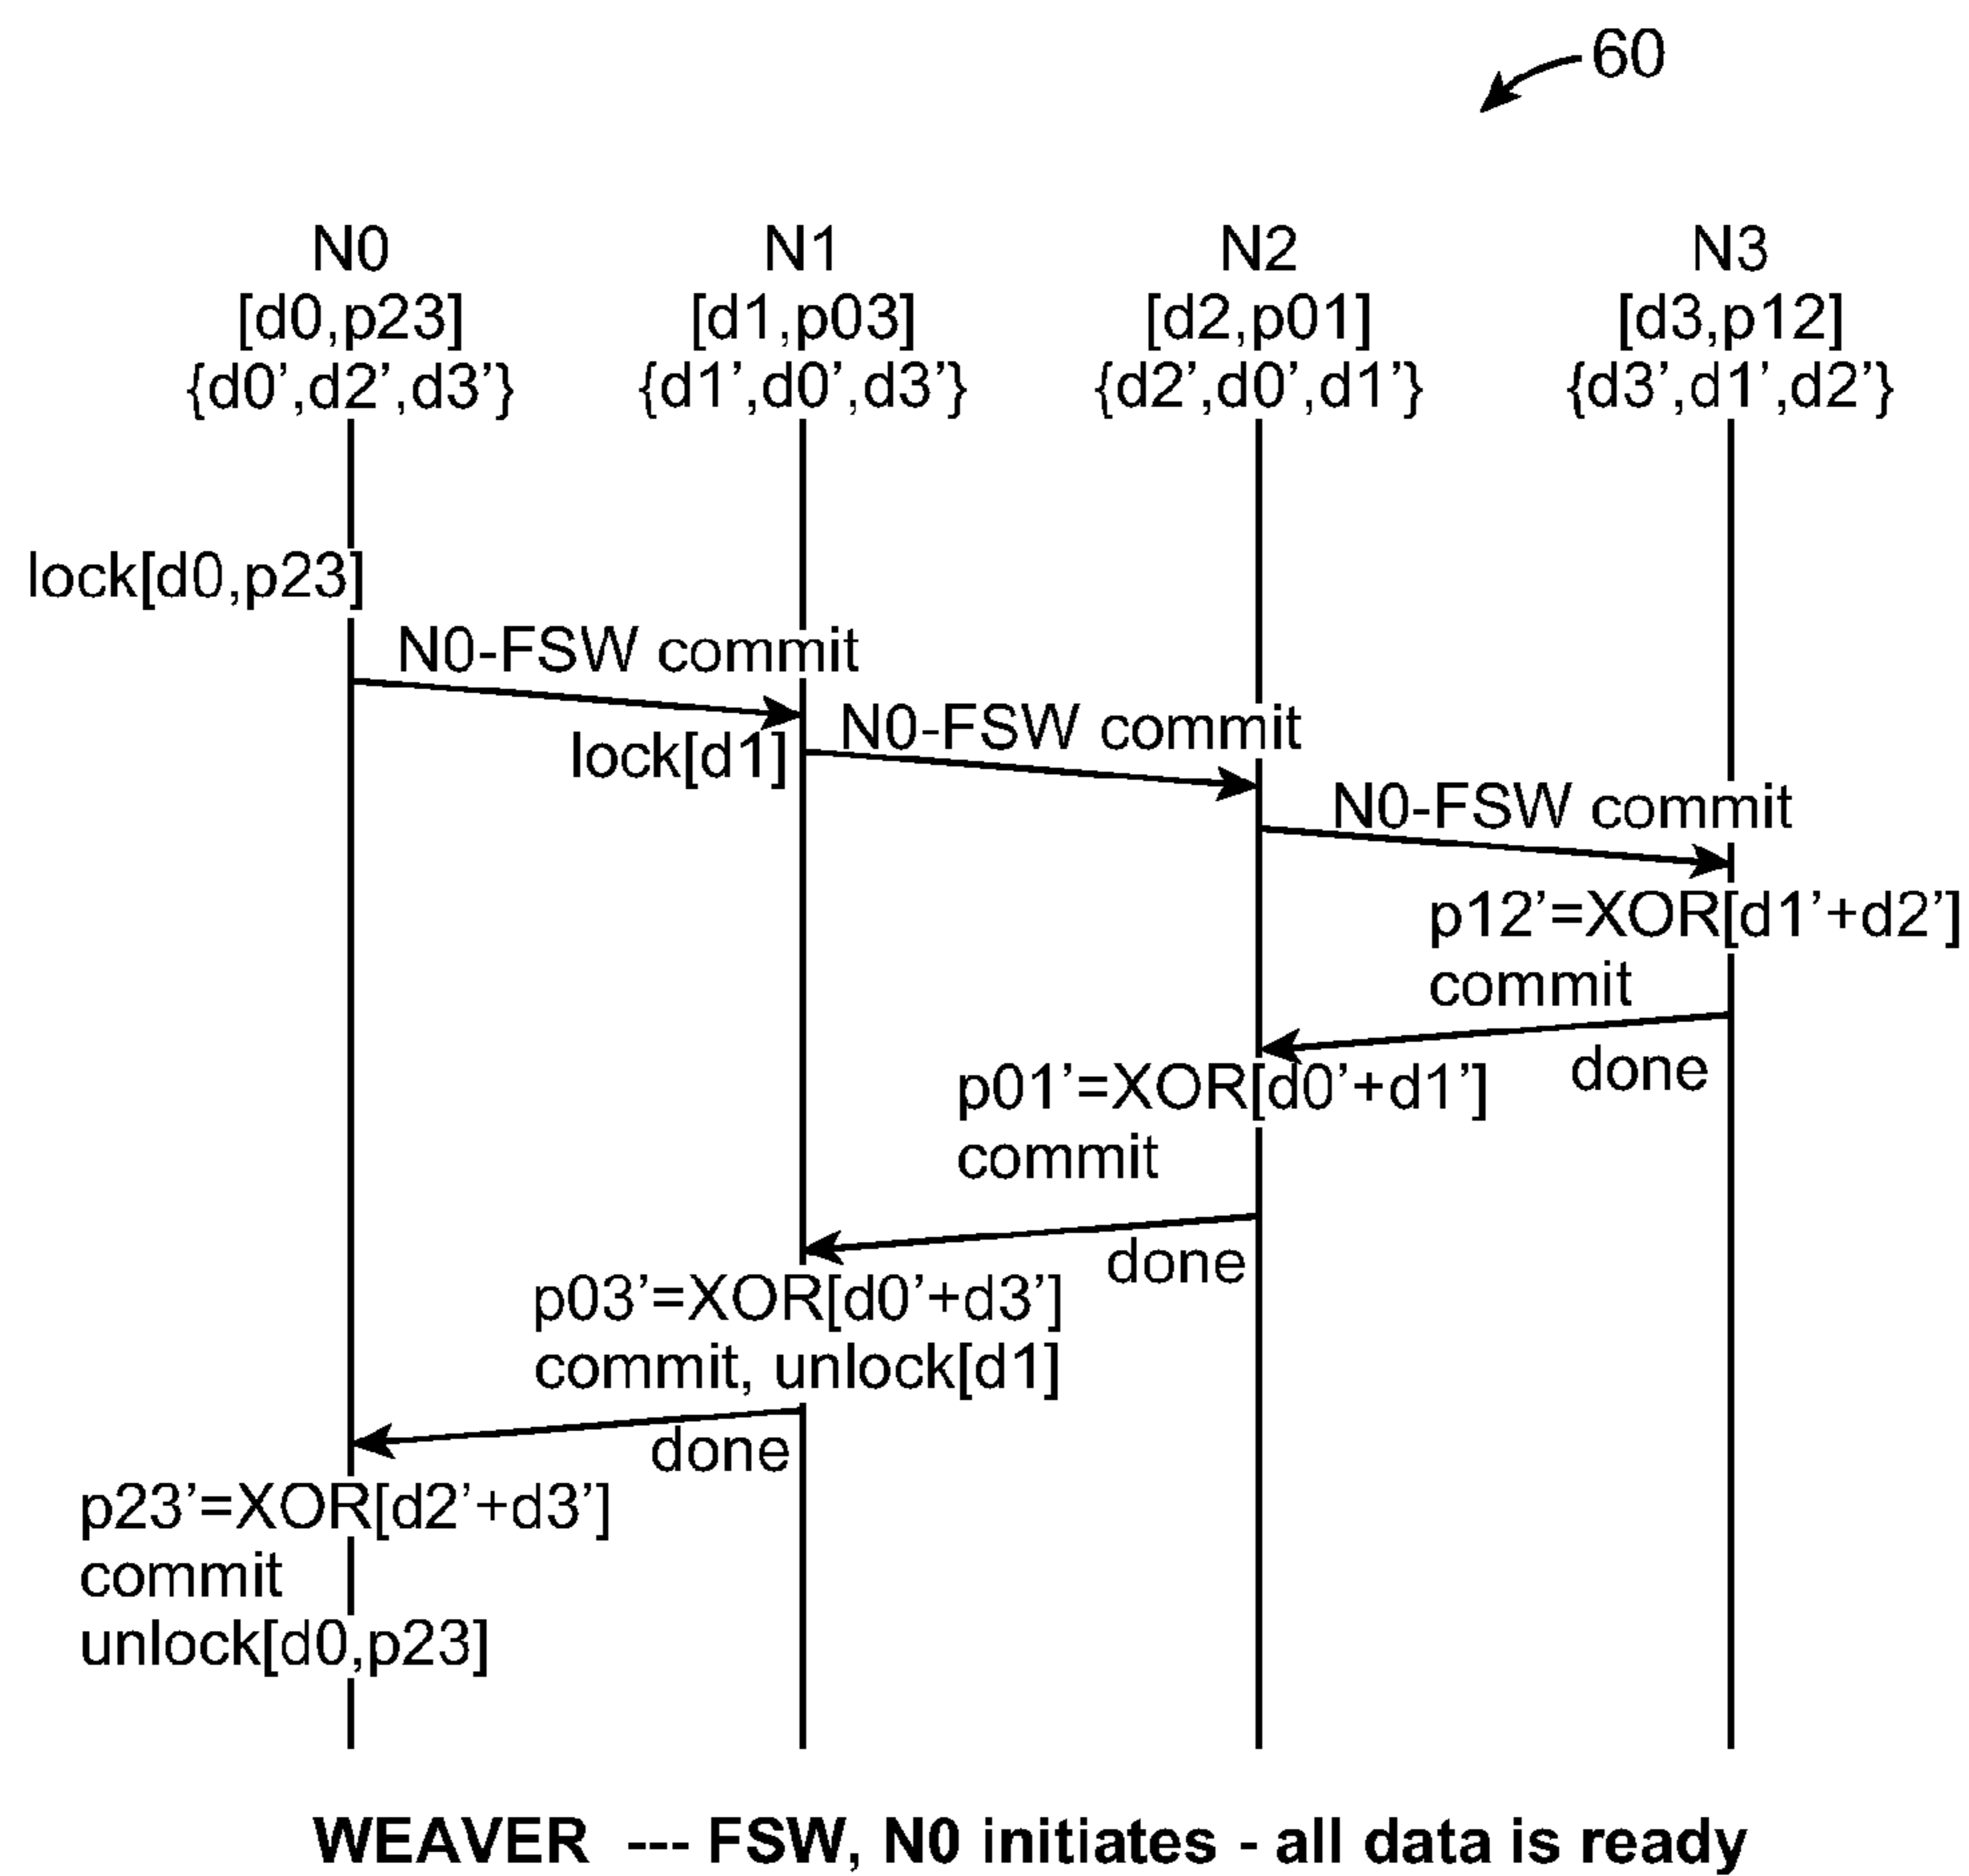 60
N0 N1 N2 N3
[d0,p23] [d1,p03] [d2,p01] [d3,p12]
{d0’,d2’,d3’} {d1’,d0’,d3’} {d2’,d0’,d1’} {d3’,d1’,d2’}
lock[d0,p23]
N0-FSW commit
lock[d1]
N0-FSW commit
N0-FSW commit
p12’=XOR[d1’+d2’]
commit
done
p01’=XOR[d0’+d1’]
commit
done
p03’=XOR[d0’+d3’]
commit, unlock[d1]
done
p23’=XOR[d2’+d3’]
commit
unlock[d0,p23]
WEAVER --- FSW, N0 initiates - all data is ready